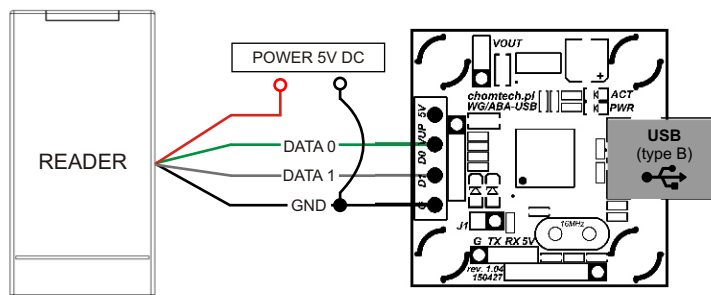 POWER 5V DC
READER
DATA 0
DATA 1
GND
VOUT
chomtech.pl
WG/ABA-USB
ACT
PWR
5V
VUP
D0
D1
G
USB
(type B)
J1
16MHz
G TX RX 5V
rev. 1.04
150427